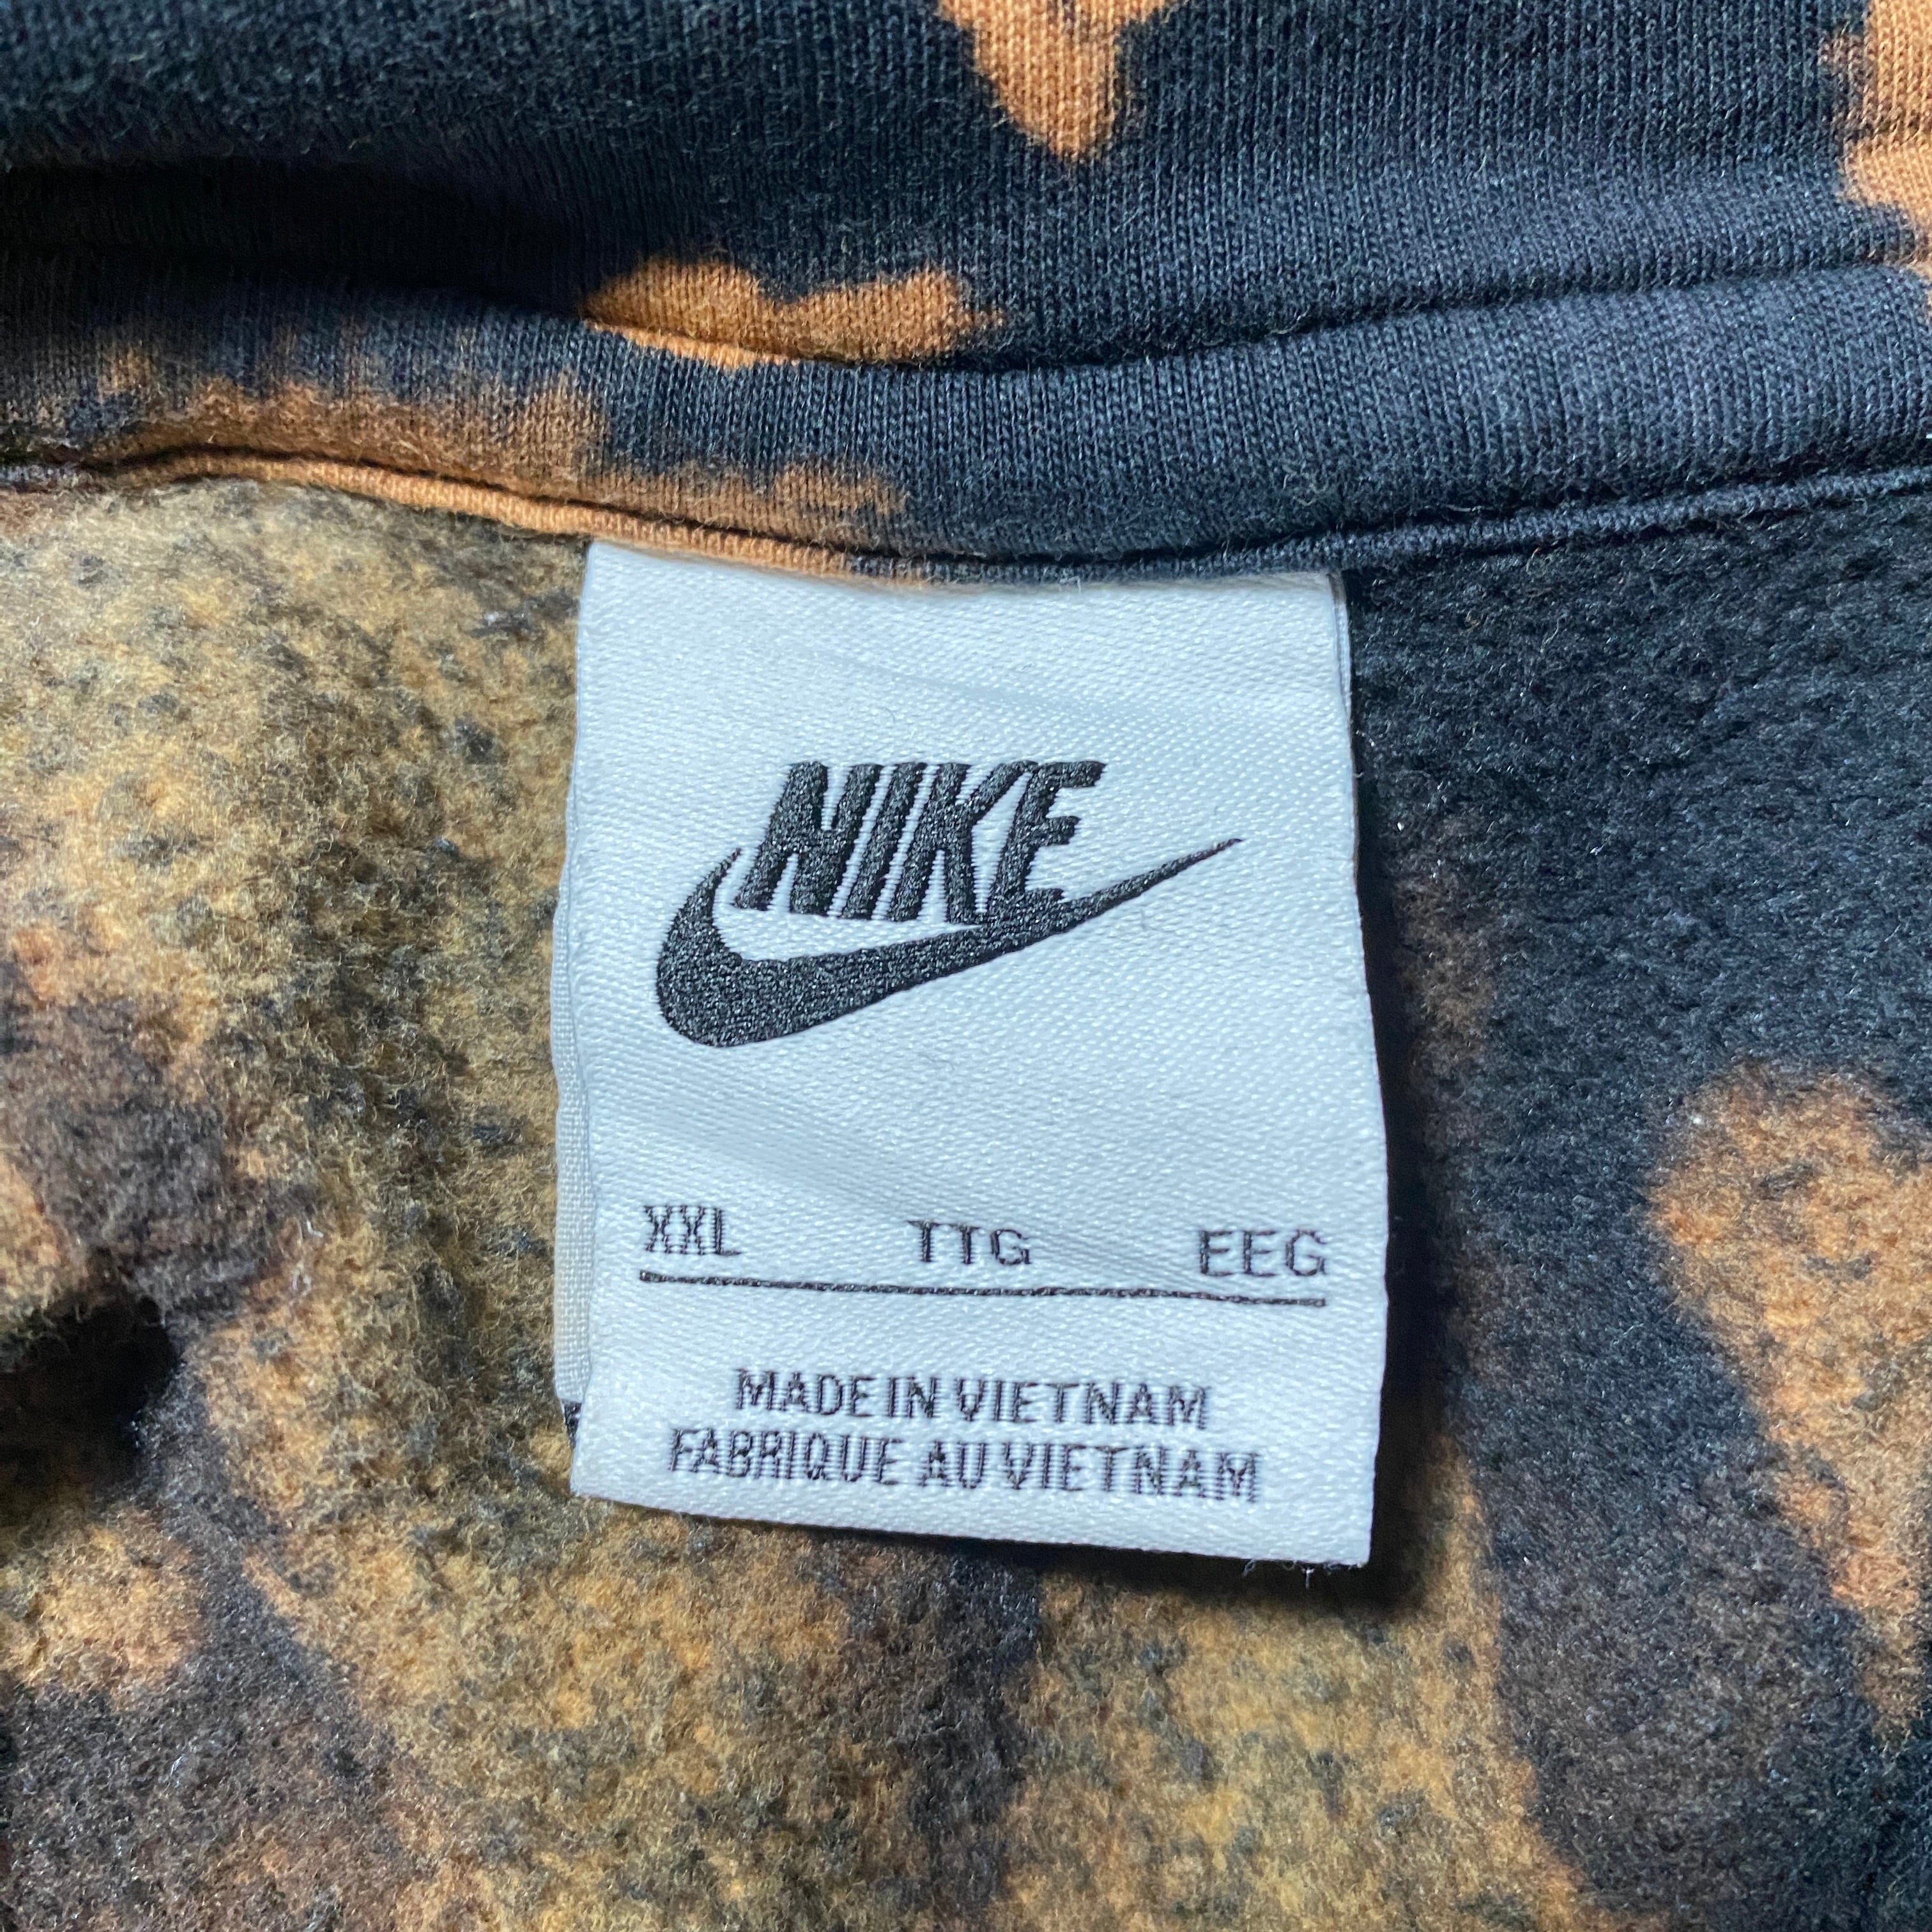 NIKE
XXL TTG EEG
MADE IN VIETNAM
FABRIQUE AU VIETNAM